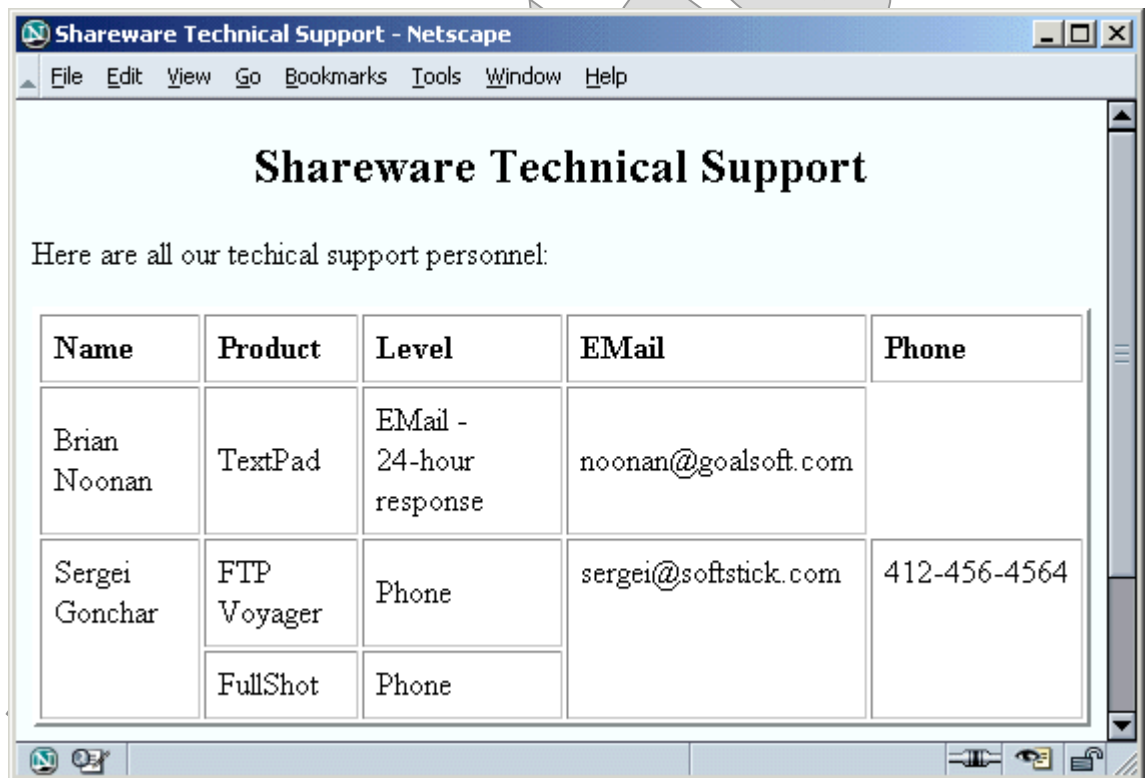 Shareware Technical Support - Netscape
File Edit View Go Bookmarks Tools Window Help
Shareware Technical Support
Here are all our techical support personnel:
Name Product Level EMail Phone
Brian
Noonan
TextPad
EMail -
24-hour
response
noonan@goalsoft.com
Sergei
Gonchar
FTP
Voyager
Phone
sergei@softstick.com
412-456-4564
FullShot
Phone